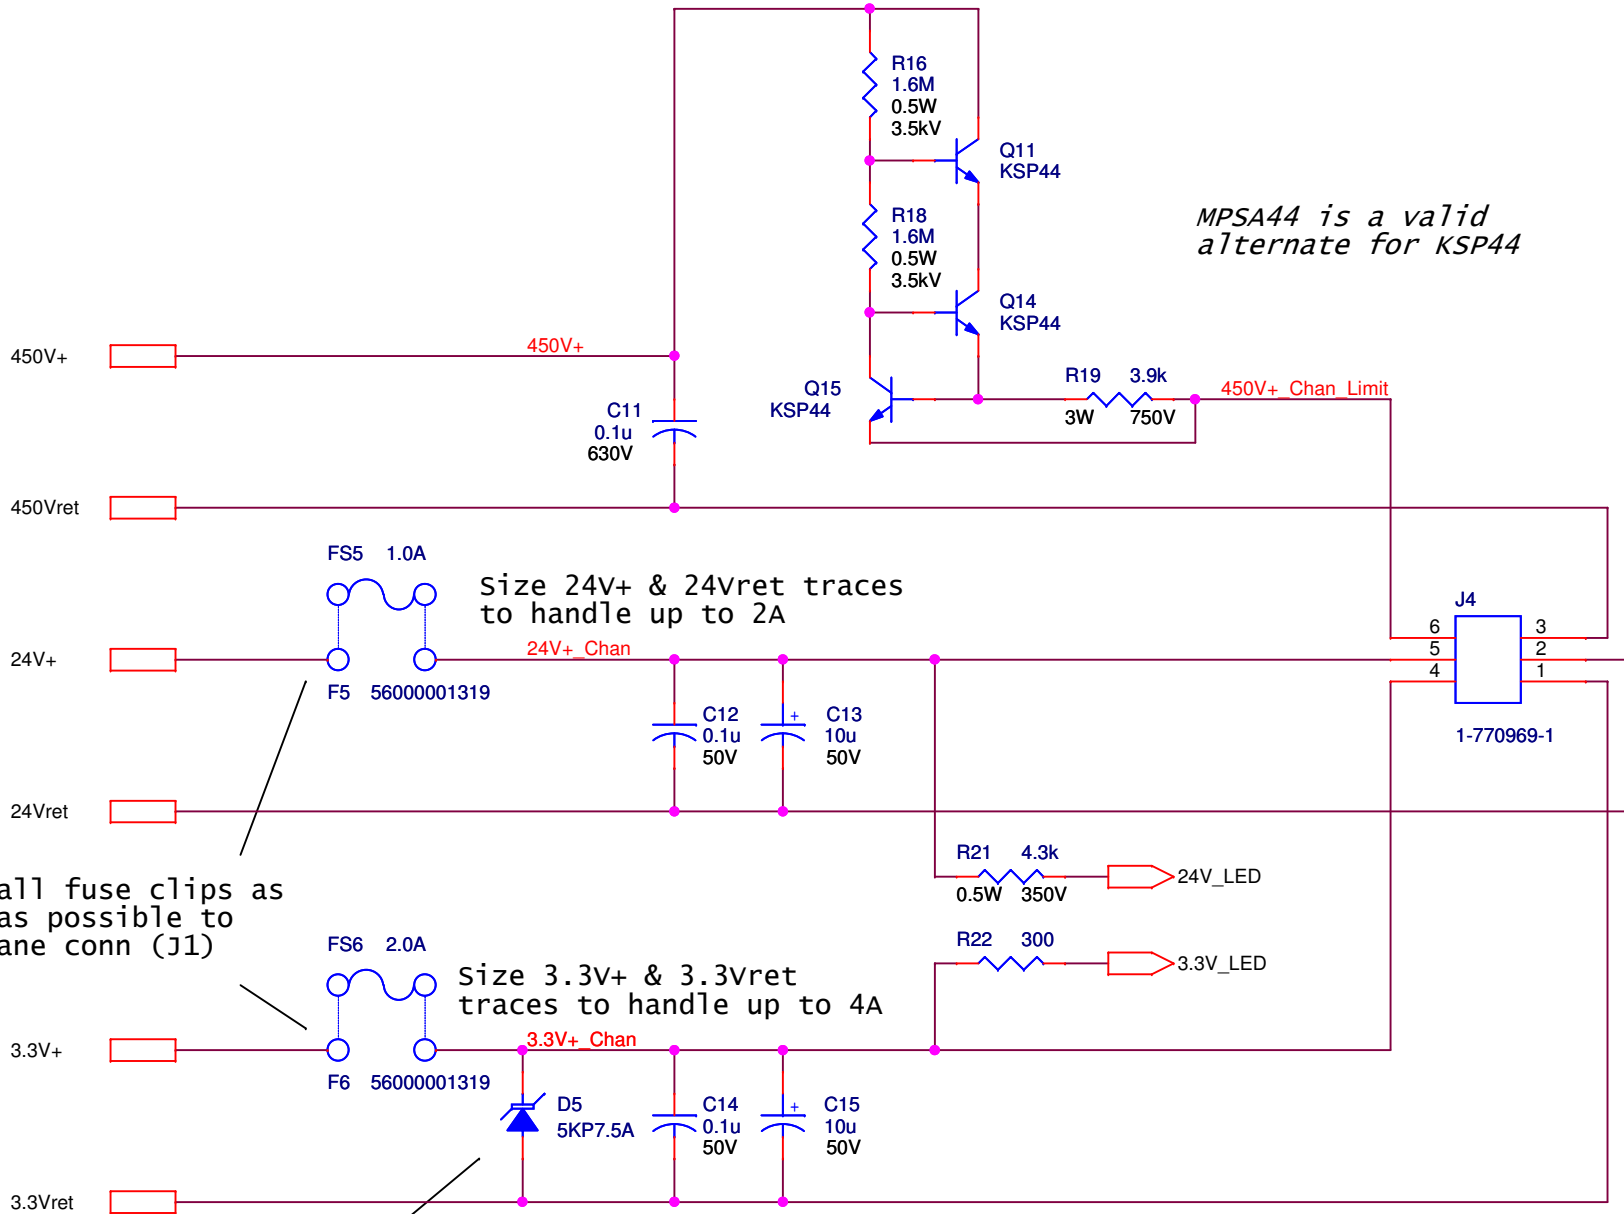 R16
1.6M
0.5W
3.5kV
Q11
KSP44
R18
1.6M
0.5W
3.5kV
MPSA44 is a valid
alternate for KSP44
Q14
KSP44
450V+
450V+
Q15
KSP44
R19 3.9k
3W 750V
450V+_Chan_Limit
C11
0.1u
630V
450Vret
FS5 1.0A
Size 24V+ & 24Vret traces
to handle up to 2A
24V+
24V+_Chan
F5 56000001319
J4
6
5
4
3
2
1
1-770969-1
C12
0.1u
50V
+
C13
10u
50V
24Vret
R21 4.3k
0.5W 350V
24V_LED
all fuse clips as
as possible to
ane conn (J1)
R22 300
3.3V_LED
FS6 2.0A
Size 3.3V+ & 3.3Vret
traces to handle up to 4A
3.3V+
3.3V+_Chan
F6 56000001319
D5
5KP7.5A
C14
0.1u
50V
+
C15
10u
50V
3.3Vret